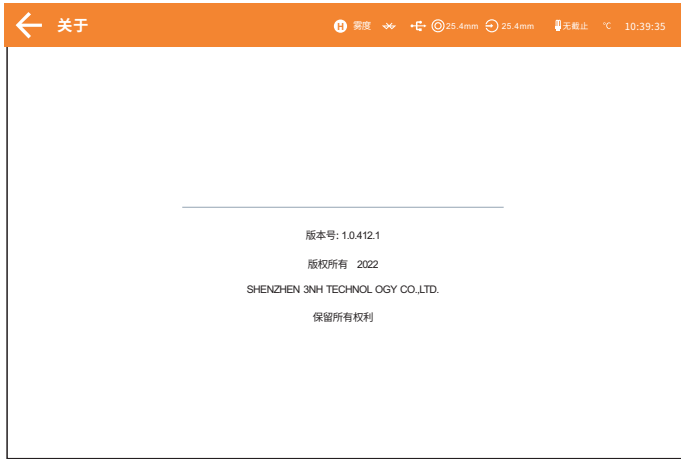 关于 H 雾度 25.4mm 25.4mm 无截止 ℃ 10:39:35
版本号: 1.0.412.1
版权所有 2022
SHENZHEN 3NH TECHNOL OGY CO.,LTD.
保留所有权利